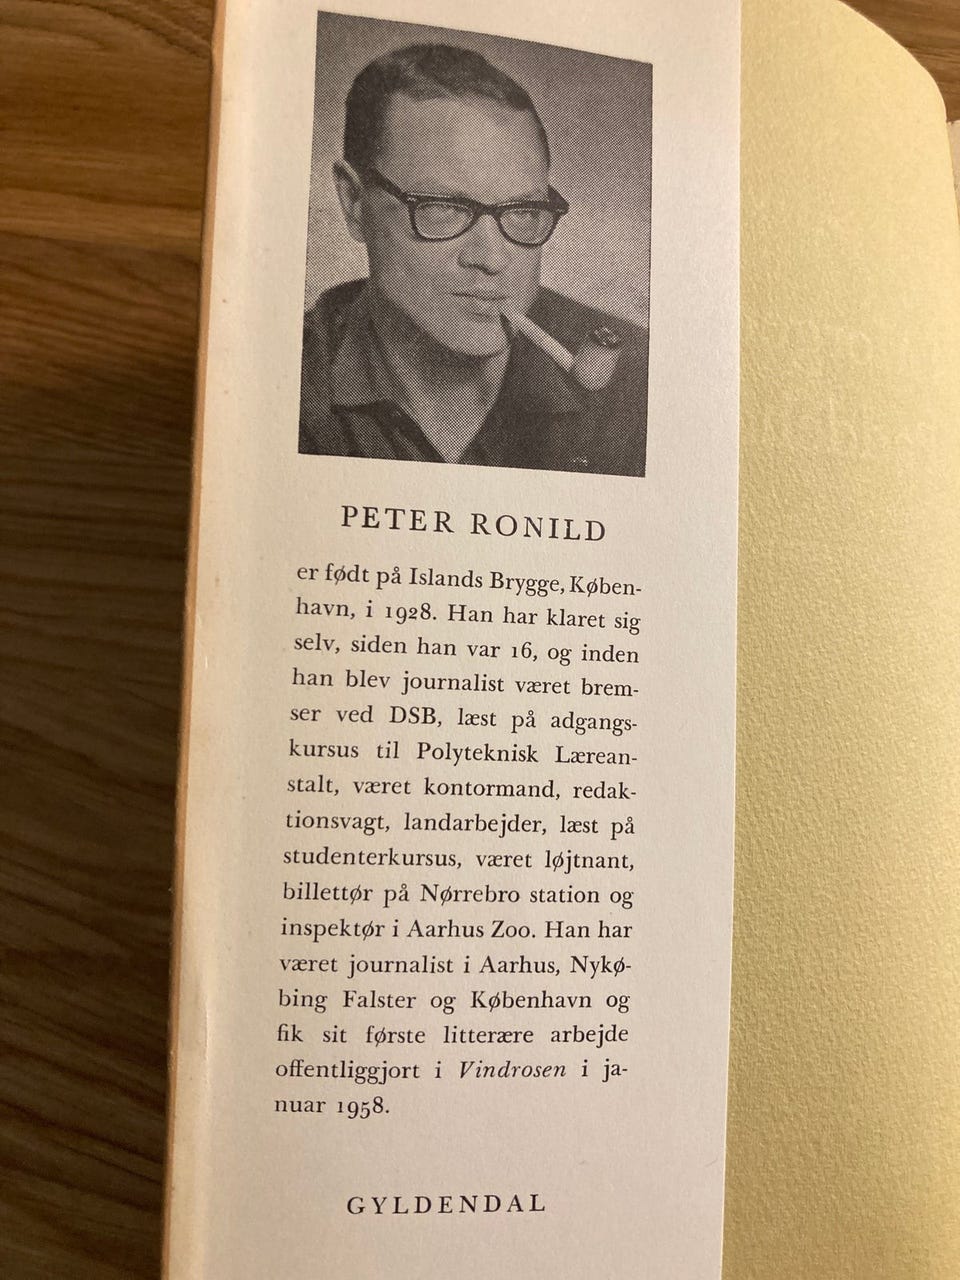 PETER RONILD
er født på Islands Brygge, Køben-
havn, i 1928. Han har klaret sig
selv, siden han var 16, og inden
han blev journalist været brem-
ser ved DSB, læst på adgangs-
kursus til Polyteknisk Lærean-
stalt, været kontormand, redak-
tionsvagt, landarbejder, læst på
studenterkursus, været løjtnant,
billettør på Nørrebro station og
inspektør i Aarhus Zoo. Han har
været journalist i Aarhus, Nykø-
bing Falster og København og
fik sit første litterære arbejde
offentliggjort i Vindrosen i ja-
nuar 1958.
GYLDENDAL